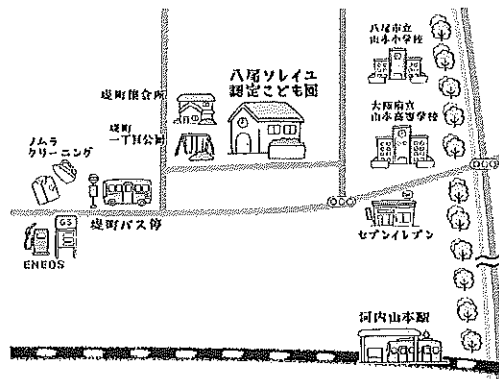 八尾市立
山本小学校
八尾ソレイユ
認定こども園
堤町集会所
大阪府立
山本高等学校
堤町
一丁目公園
ノムラ
クリーニング
GS
堤町バス停
セブンイレブン
ENEOS
河内山本駅